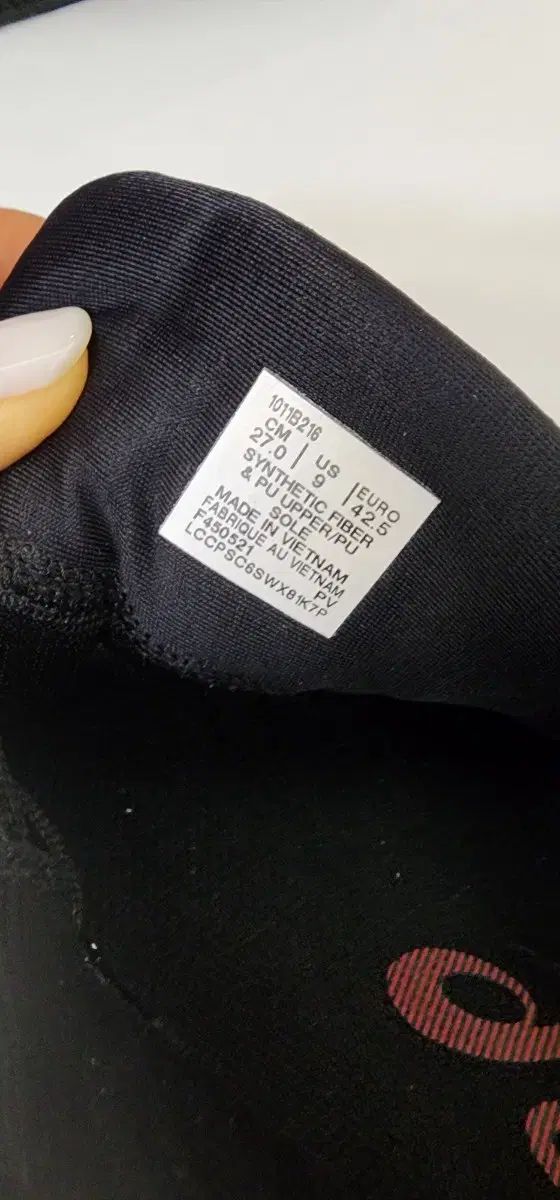 1011B216
CM | US | EURO
27.0 | 9 | 42.5
SYNTHETIC FIBER
& PU UPPER/PU
SOLE
MADE IN VIETNAM
FABRIQUE AU VIETNAM
F450521 PV
LCCPSC6SWX81K7P